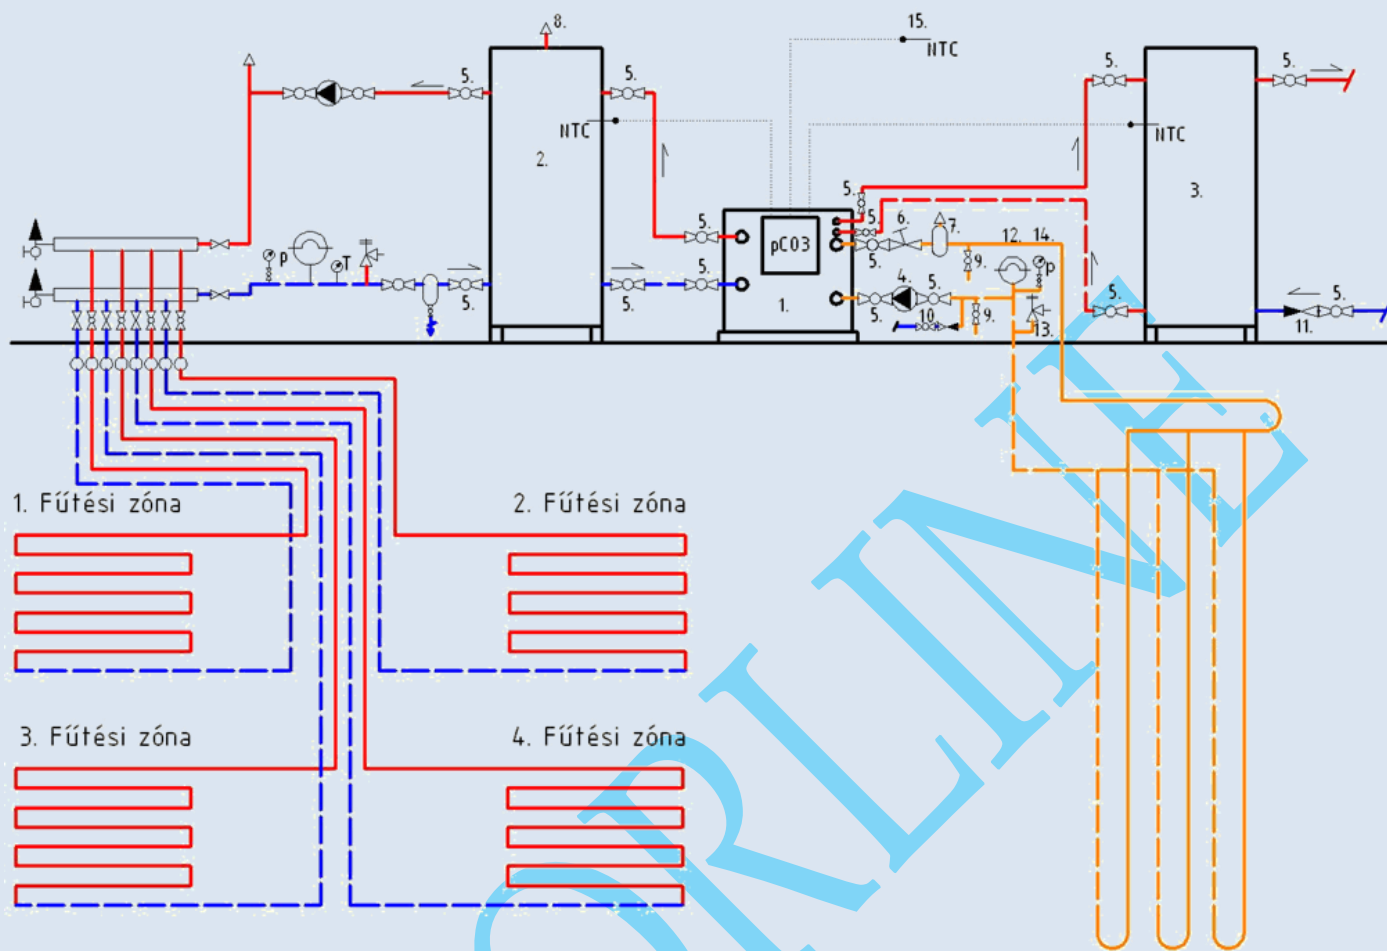 8.
15.
NTC
5.
5.
5.
5.
NTC
2.
NTC
3.
5.
5.
6.
7.
12.
14.
P
T
5.
pCO3
5.
9.
P
5.
5.
5.
1.
4.
5.
5.
10.
9.
13.
5.
11.
5.
1. Fűtési zóna
2. Fűtési zóna
3. Fűtési zóna
4. Fűtési zóna